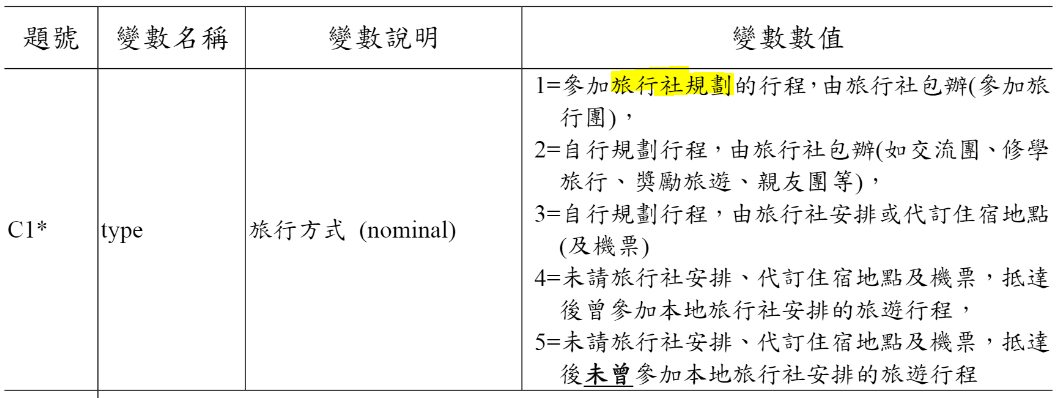 題號 變數名稱 變數說明 變數數值
1=參加旅行社規劃的行程,由旅行社包辦(參加旅
行團),
2=自行規劃行程,由旅行社包辦(如交流團、修學
旅行、獎勵旅遊、親友團等),
3=自行規劃行程,由旅行社安排或代訂住宿地點
C1* type 旅行方式 (nominal)
(及機票)
4=未請旅行社安排、代訂住宿地點及機票,抵達
後曾參加本地旅行社安排的旅遊行程,
5=未請旅行社安排、代訂住宿地點及機票,抵達
後未曾參加本地旅行社安排的旅遊行程